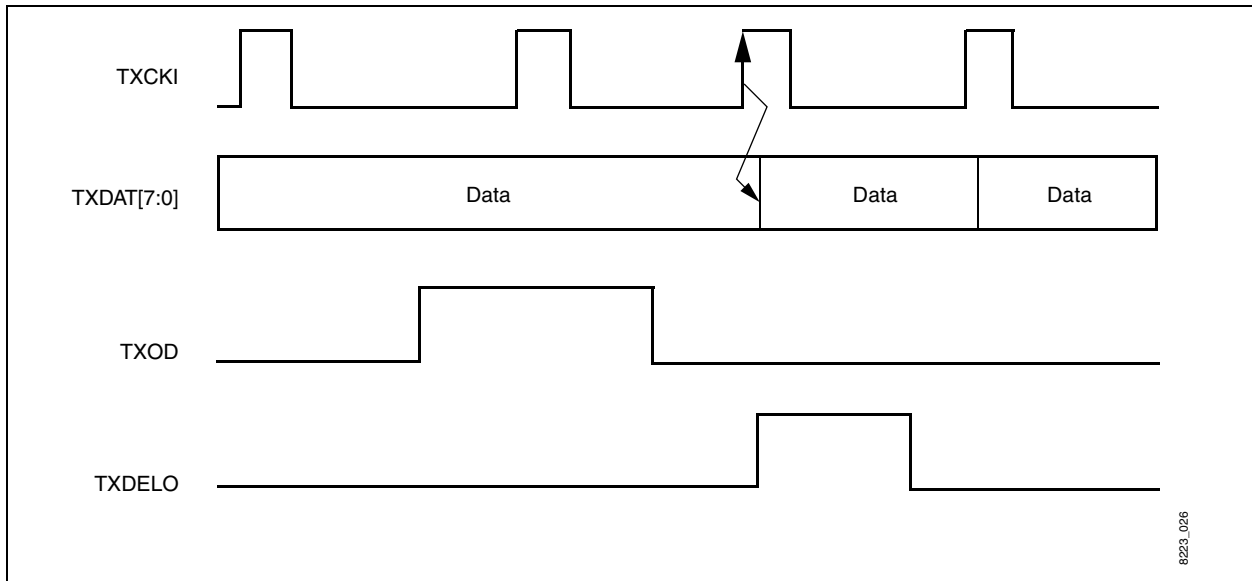 TXCKI
TXDAT[7:0]
Data
Data
Data
TXOD
TXDELO
8223_026